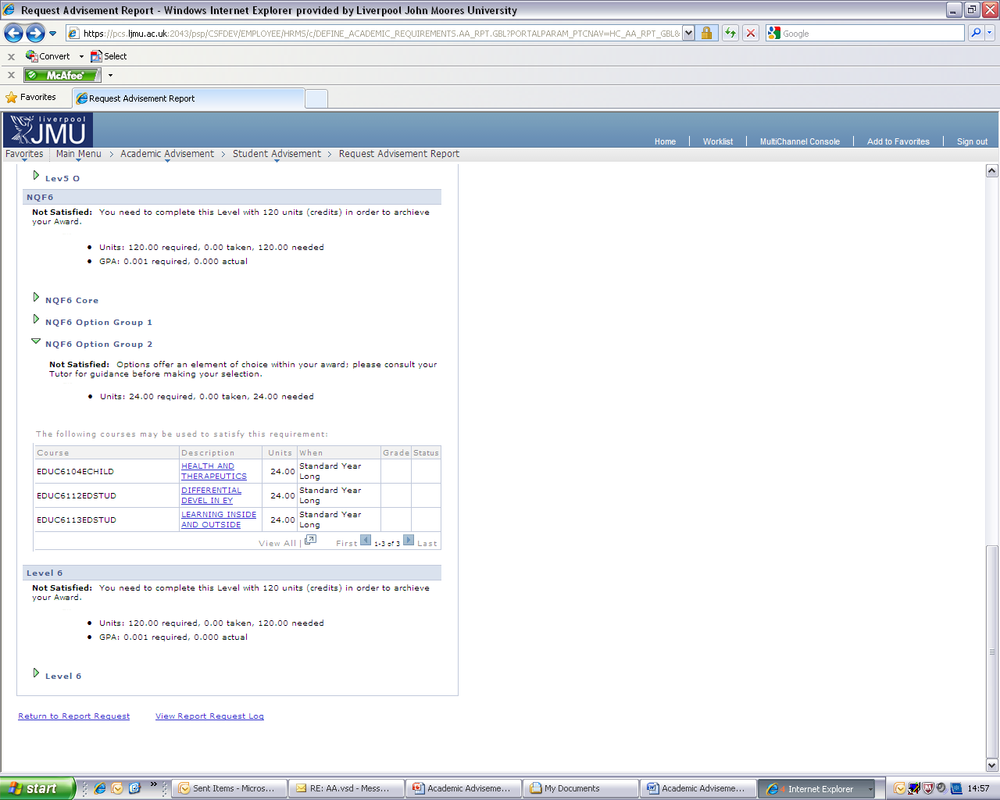 Request Advisement Report - Windows Internet Explorer provided by Liverpool John Moores University
https://pcs.ljmu.ac.uk:2043/psp/CSFDEV/EMPLOYEE/HRMS/c/DEFINE_ACADEMIC_REQUIREMENTS.AA_RPT.GBL?PORTALPARAM_PTCNAV=HC_AA_RPT_GBL& Google
x Convert Select
x McAfee
Favorites Request Advisement Report
liverpool
JMU
Home Worklist MultiChannel Console Add to Favorites Sign out
Favorites Main Menu > Academic Advisement > Student Advisement > Request Advisement Report
Lev5 O
NQF6
Not Satisfied: You need to complete this Level with 120 units (credits) in order to archieve
your Award.
• Units: 120.00 required, 0.00 taken, 120.00 needed
• GPA: 0.001 required, 0.000 actual
NQF6 Core
NQF6 Option Group 1
NQF6 Option Group 2
Not Satisfied: Options offer an element of choice within your award; please consult your
Tutor for guidance before making your selection.
• Units: 24.00 required, 0.00 taken, 24.00 needed
The following courses may be used to satisfy this requirement:
Course Description Units When Grade Status
EDUC6104ECHILD HEALTH AND THERAPEUTICS 24.00 Standard Year Long
EDUC6112EDSTUD DIFFERENTIAL DEVEL IN EY 24.00 Standard Year Long
EDUC6113EDSTUD LEARNING INSIDE AND OUTSIDE 24.00 Standard Year Long
View All | First 1-3 of 3 Last
Level 6
Not Satisfied: You need to complete this Level with 120 units (credits) in order to archieve
your Award.
• Units: 120.00 required, 0.00 taken, 120.00 needed
• GPA: 0.001 required, 0.000 actual
Level 6
Return to Report Request View Report Request Log
start » Sent Items - Micros... RE: AA.vsd - Mess... Academic Adviseme... My Documents Academic Adviseme... Internet Explorer 14:57